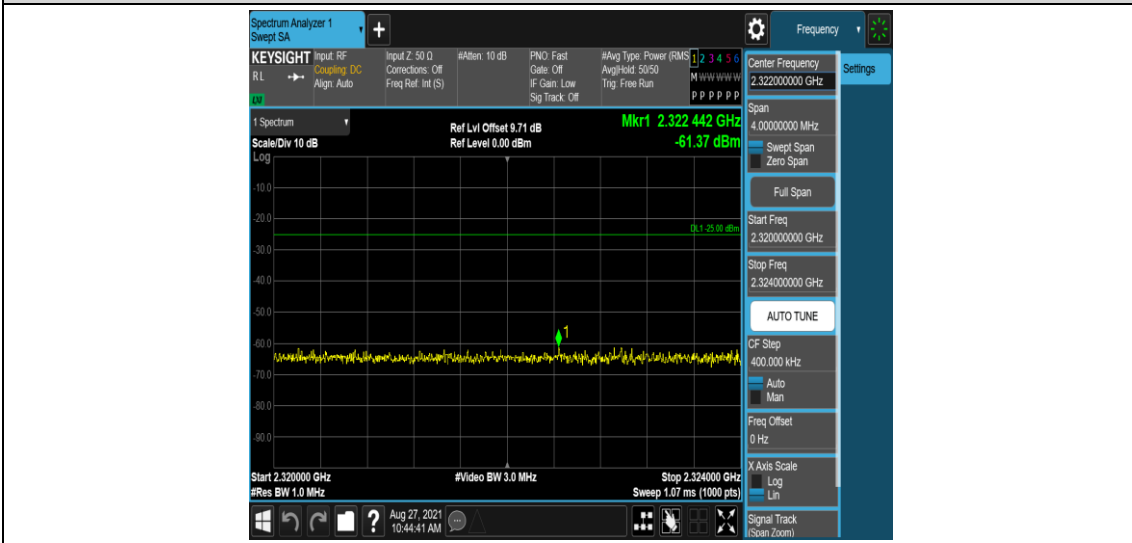 Spectrum Analyzer 1
Swept SA
+
Frequency
KEYSIGHT
RL
LXI
Input: RF
Coupling: DC
Align: Auto
Input Z: 50 Ω
Corrections: Off
Freq Ref: Int (S)
#Atten: 10 dB
PNO: Fast
Gate: Off
IF Gain: Low
Sig Track: Off
#Avg Type: Power (RMS
Avg|Hold: 50/50
Trig: Free Run
1 2 3 4 5 6
M W W W W W
P P P P P P
Center Frequency
2.322000000 GHz
Settings
Span
4.00000000 MHz
Swept Span
Zero Span
Full Span
Start Freq
2.320000000 GHz
Stop Freq
2.324000000 GHz
AUTO TUNE
CF Step
400.000 kHz
Auto
Man
Freq Offset
0 Hz
X Axis Scale
Log
Lin
Signal Track
(Span Zoom)
1 Spectrum
Scale/Div 10 dB
Log
Ref Lvl Offset 9.71 dB
Ref Level 0.00 dBm
Mkr1 2.322 442 GHz
-61.37 dBm
-10.0
-20.0
DL1 -25.00 dBm
-30.0
-40.0
-50.0
1
-60.0
-70.0
-80.0
-90.0
Start 2.320000 GHz
#Res BW 1.0 MHz
#Video BW 3.0 MHz
Stop 2.324000 GHz
Sweep 1.07 ms (1000 pts)
?
Aug 27, 2021
10:44:41 AM